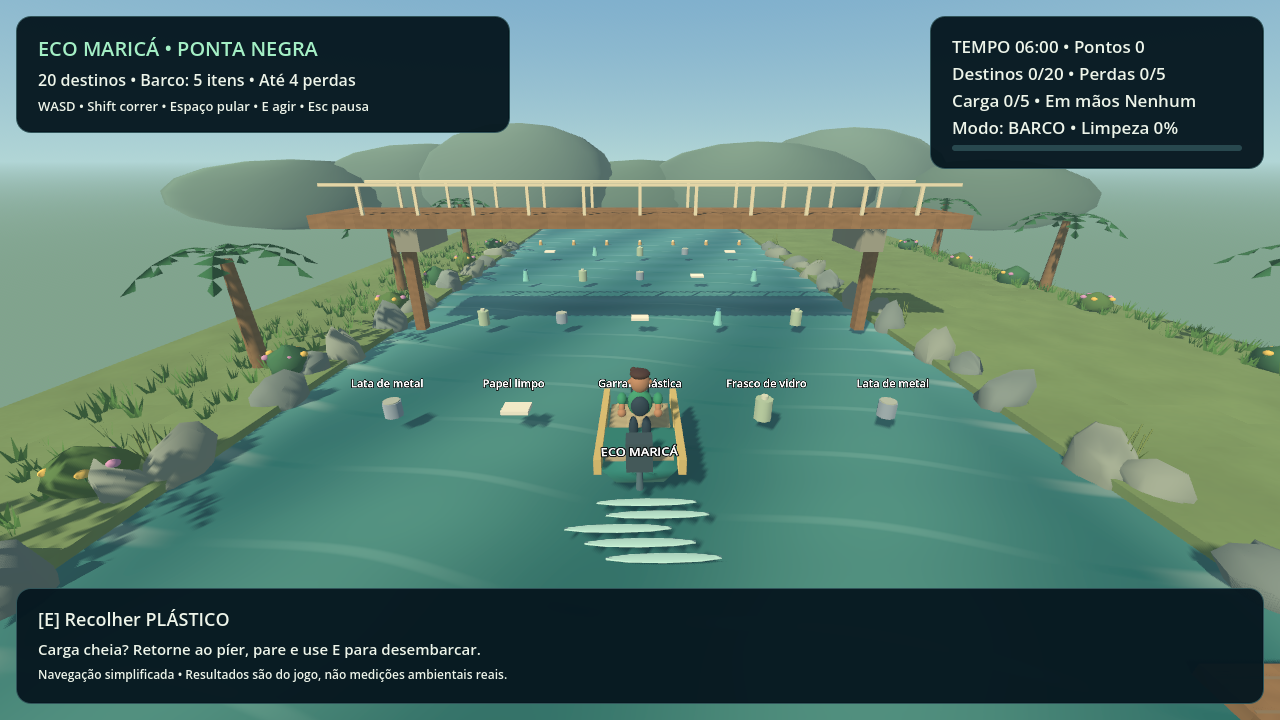 ECO MARICÁ • PONTA NEGRA
20 destinos • Barco: 5 itens • Até 4 perdas
WASD • Shift correr • Espaço pular • E agir • Esc pausa
TEMPO 06:00 • Pontos 0
Destinos 0/20 • Perdas 0/5
Carga 0/5 • Em mãos Nenhum
Modo: BARCO • Limpeza 0%
Lata de metal
Papel limpo
Frasco de vidro
Lata de metal
ECO MARICÁ
[E] Recolher PLÁSTICO
Carga cheia? Retorne ao píer, pare e use E para desembarcar.
Navegação simplificada • Resultados são do jogo, não medições ambientais reais.